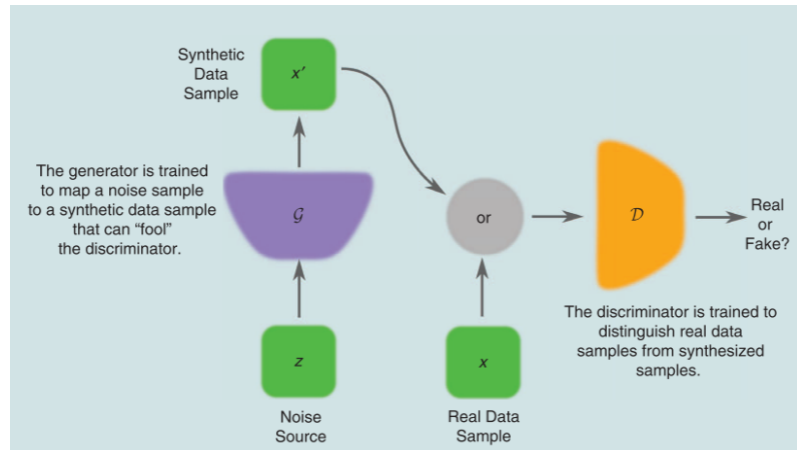 Synthetic
Data
Sample
x′
The generator is trained
to map a noise sample
to a synthetic data sample
that can “fool”
the discriminator.
𝒢
or
𝒟
Real
or
Fake?
The discriminator is trained to
distinguish real data
samples from synthesized
samples.
z
x
Noise
Source
Real Data
Sample